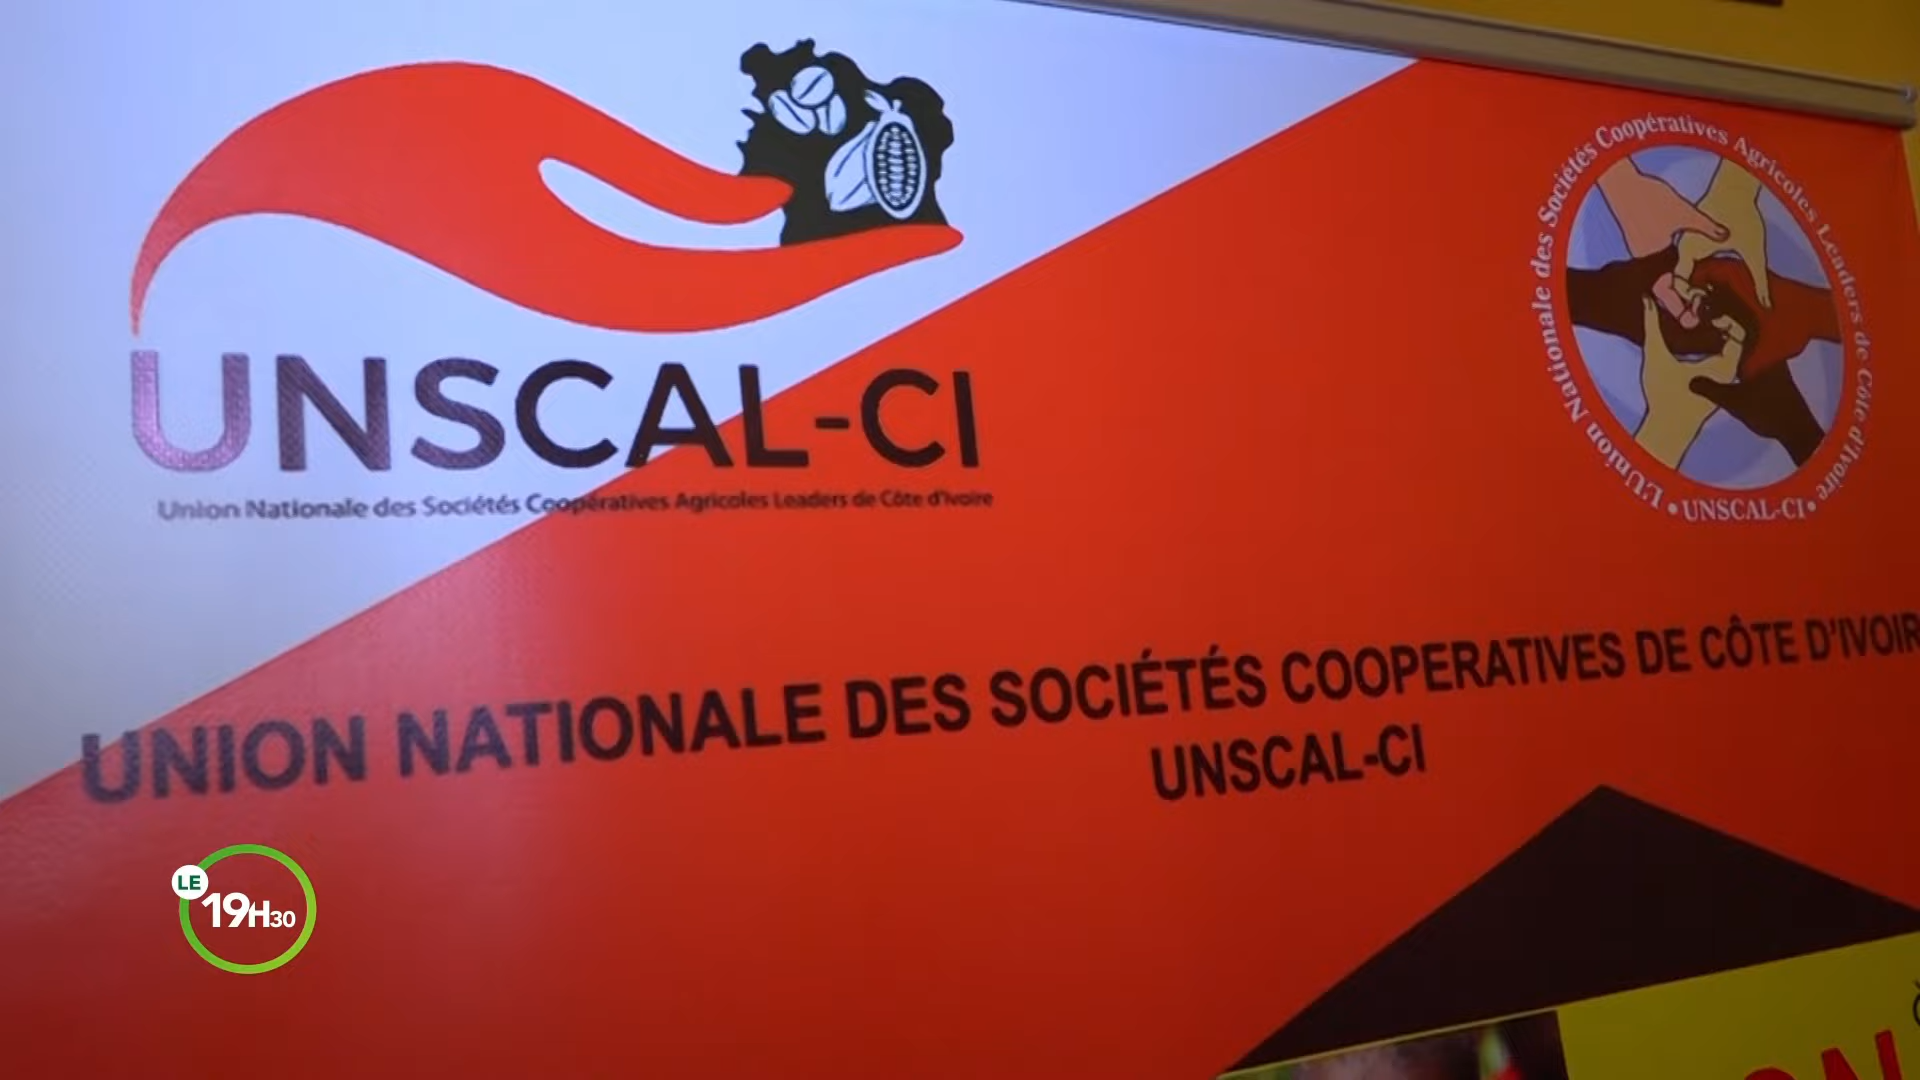 UNSCAL-CI
Union Nationale des Sociétés Coopératives Agricoles Leaders de Côte d'Ivoire
L'Union Nationale des Sociétés Coopératives Agricoles Leaders de Côte d'Ivoire
• UNSCAL-CI •
UNION NATIONALE DES SOCIÉTÉS COOPERATIVES DE CÔTE D'IVOIR
UNSCAL-CI
LE
19H30